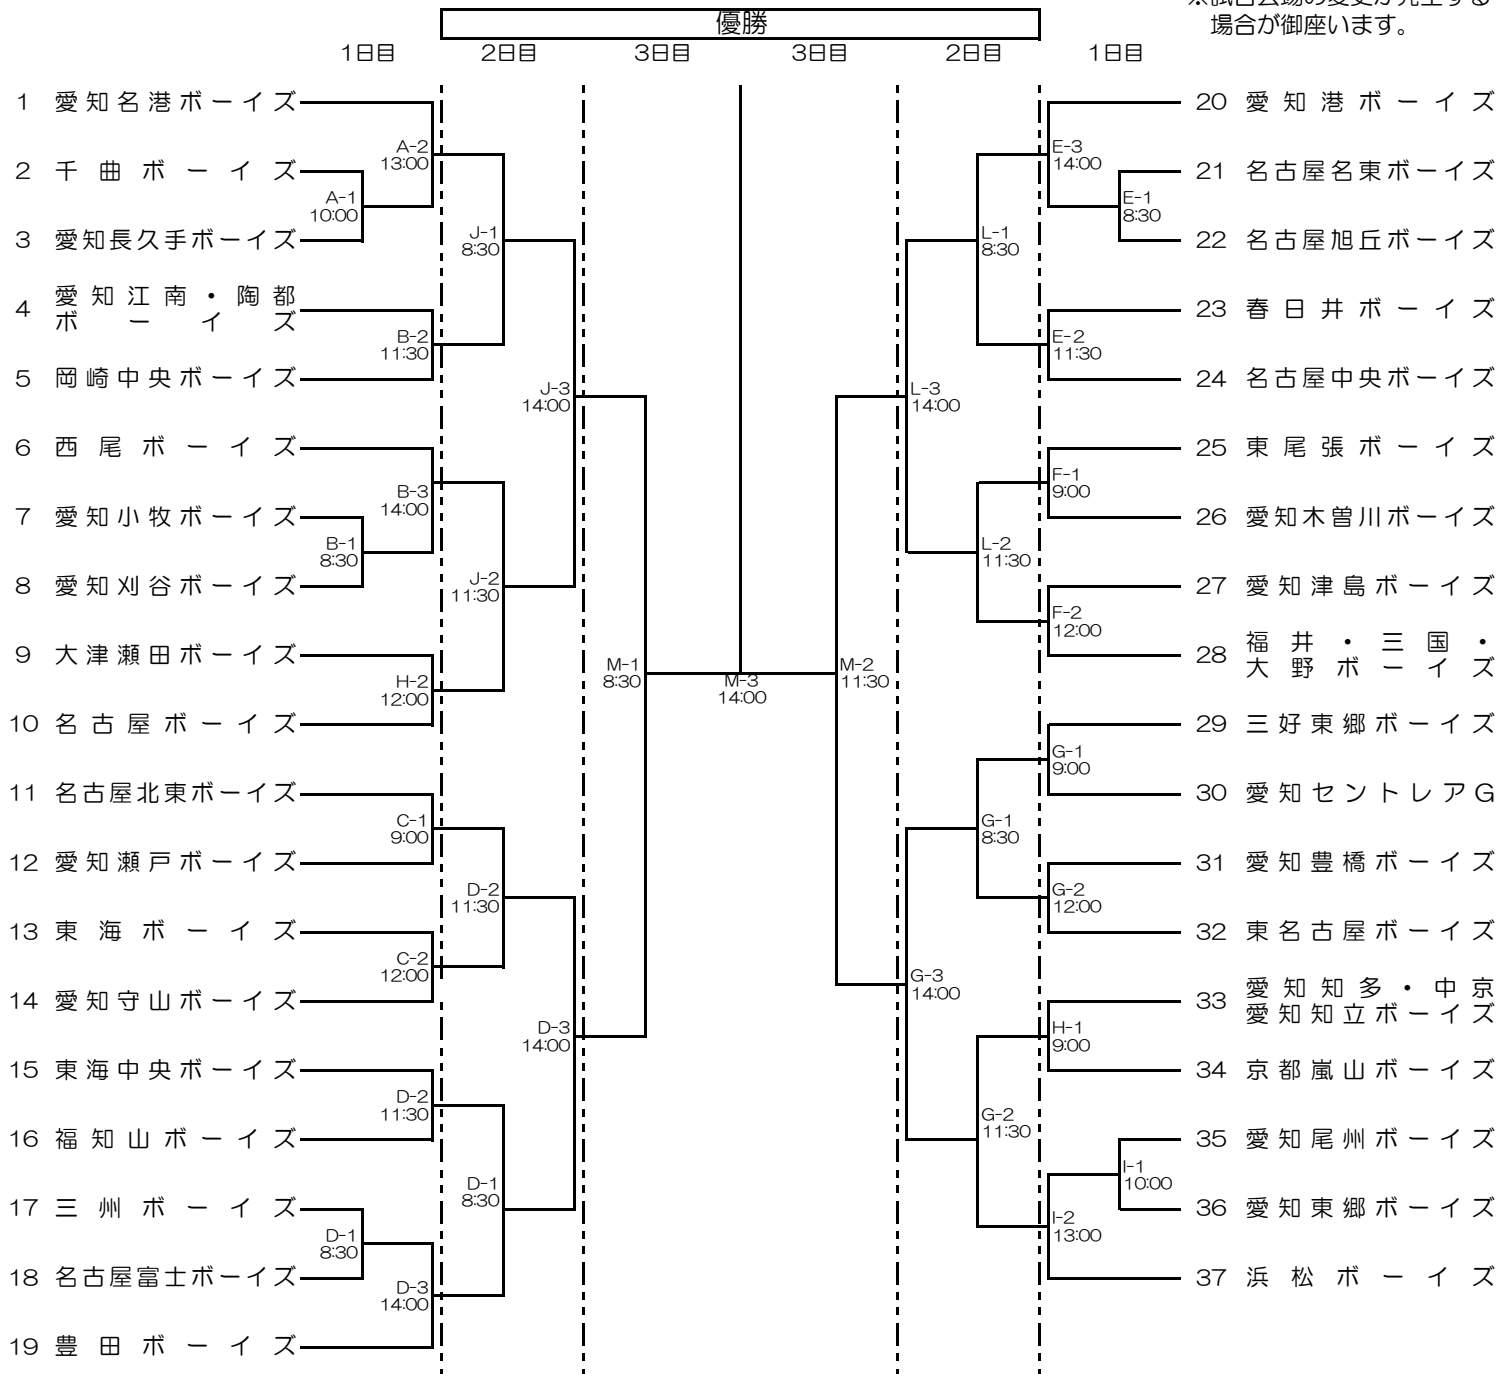 ※試合会場の変更が発生する
場合が御座います。
優勝
1日目 2日目 3日目 3日目 2日目 1日目
1 愛知名港ボーイズ
2 千曲ボーイズ
3 愛知長久手ボーイズ
4 愛知江南・陶都
ボーイズ
5 岡崎中央ボーイズ
6 西尾ボーイズ
7 愛知小牧ボーイズ
8 愛知刈谷ボーイズ
9 大津瀬田ボーイズ
10 名古屋ボーイズ
11 名古屋北東ボーイズ
12 愛知瀬戸ボーイズ
13 東海ボーイズ
14 愛知守山ボーイズ
15 東海中央ボーイズ
16 福知山ボーイズ
17 三州ボーイズ
18 名古屋富士ボーイズ
19 豊田ボーイズ
A-2
13:00
A-1
10:00
B-2
11:30
B-3
14:00
B-1
8:30
H-2
12:00
C-1
9:00
C-2
12:00
D-2
11:30
D-1
8:30
D-3
14:00
J-1
8:30
J-2
11:30
D-2
11:30
D-1
8:30
J-3
14:00
D-3
14:00
M-1
8:30
M-3
14:00
M-2
11:30
L-3
14:00
G-3
14:00
L-1
8:30
L-2
11:30
G-1
8:30
G-2
11:30
E-3
14:00
E-1
8:30
E-2
11:30
F-1
9:00
F-2
12:00
G-1
9:00
G-2
12:00
H-1
9:00
I-1
10:00
I-2
13:00
20 愛知港ボーイズ
21 名古屋名東ボーイズ
22 名古屋旭丘ボーイズ
23 春日井ボーイズ
24 名古屋中央ボーイズ
25 東尾張ボーイズ
26 愛知木曽川ボーイズ
27 愛知津島ボーイズ
28 福井・三国・
大野ボーイズ
29 三好東郷ボーイズ
30 愛知セントレアG
31 愛知豊橋ボーイズ
32 東名古屋ボーイズ
33 愛知知多・中京
愛知知立ボーイズ
34 京都嵐山ボーイズ
35 愛知尾州ボーイズ
36 愛知東郷ボーイズ
37 浜松ボーイズ